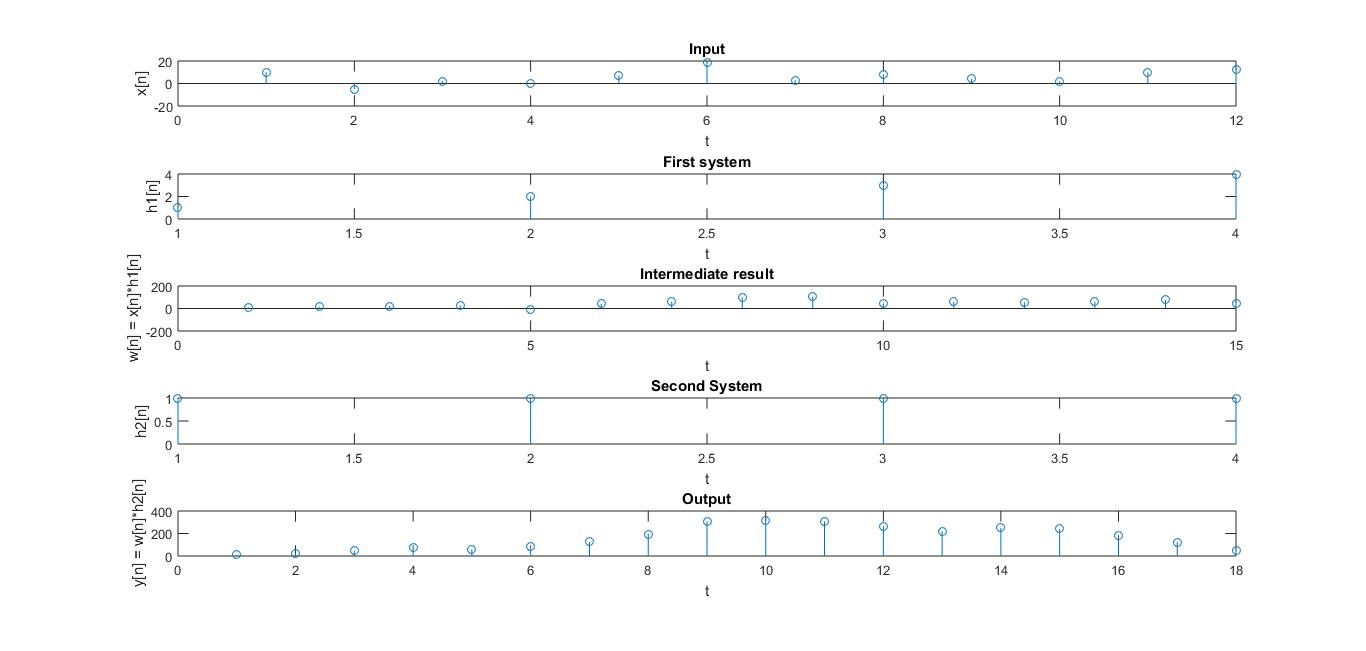 Input
x[n]
20
0
-20
0 2 4 6 8 10 12
t
First system
h1[n]
4
2
0
1 1.5 2 2.5 3 3.5 4
t
Intermediate result
w[n] = x[n]*h1[n]
200
0
-200
0 5 10 15
t
Second System
h2[n]
1
0.5
0
1 1.5 2 2.5 3 3.5 4
t
Output
y[n] = w[n]*h2[n]
400
200
0
0 2 4 6 8 10 12 14 16 18
t